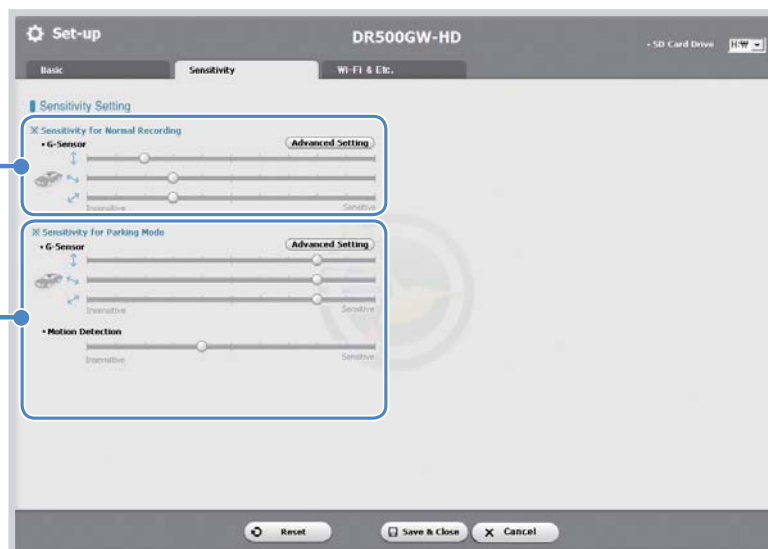 Set-up
DR500GW-HD
• SD Card Drive H:₩
Basic
Sensitivity
Wi-Fi & Etc.
Sensitivity Setting
※ Sensitivity for Normal Recording
• G-Sensor
Advanced Setting
Insensitive
Sensitive
※ Sensitivity for Parking Mode
• G-Sensor
Advanced Setting
Insensitive
Sensitive
• Motion Detection
Insensitive
Sensitive
Reset
Save & Close
X Cancel